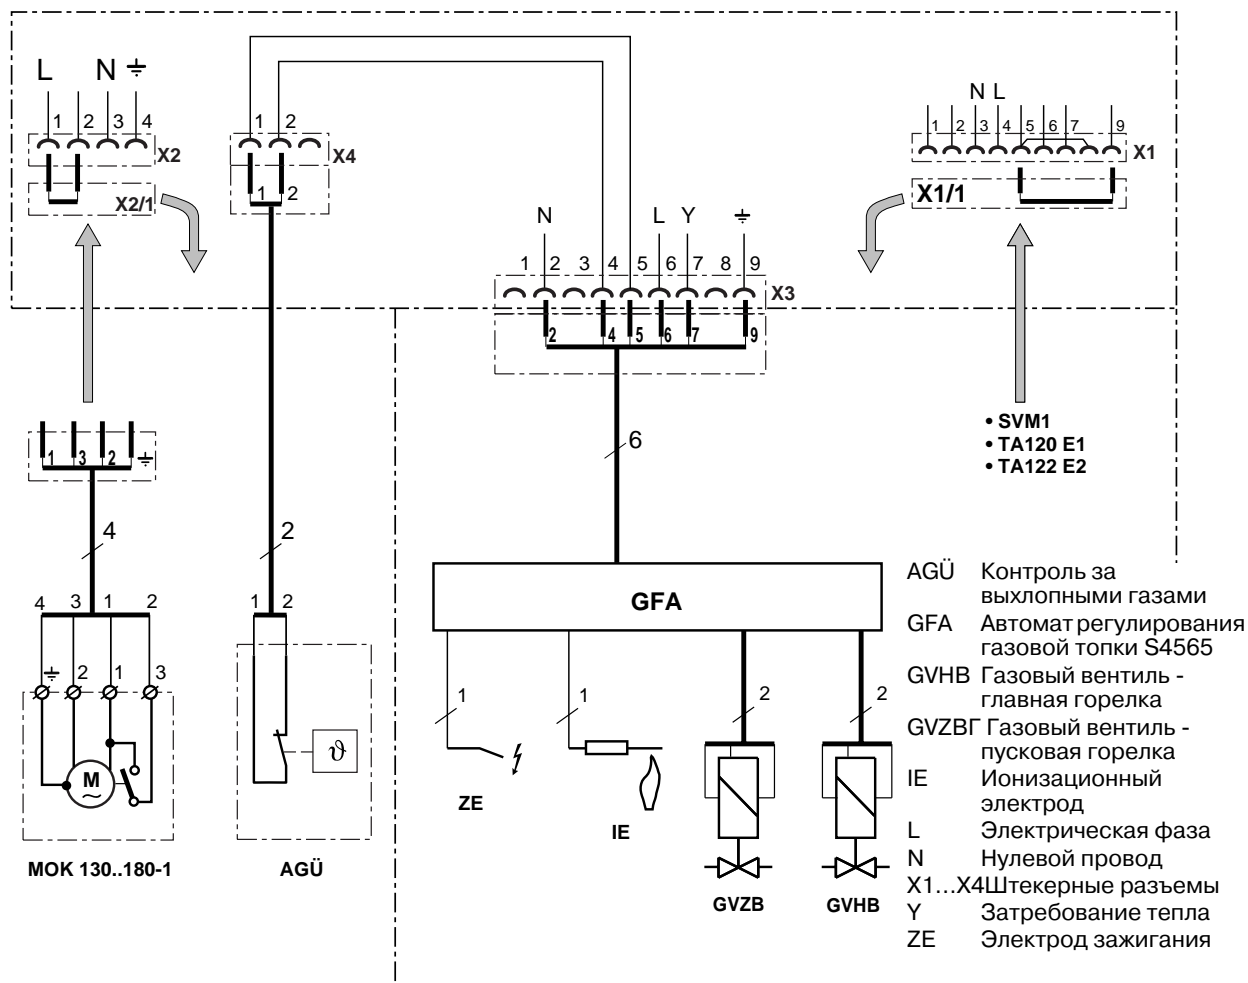 L N
1 2 3 4
X2
X2/1
1 2
X4
1 2
N L
1 2 3 4 5 6 7 9
X1
X1/1
N L Y
1 2 3 4 5 6 7 8 9
X3
2 4 5 6 7 9
• SVM1
• TA120 E1
• TA122 E2
1 3 2
4
2
6
4 3 1 2
2 1 3
M
~
MOK 130..180-1
1 2
ϑ
AGÜ
GFA
1
1
2
2
ZE
IE
GVZB
GVHB
AGÜ Контроль за
выхлопными газами
GFA Автомат регулирования
газовой топки S4565
GVHB Газовый вентиль -
главная горелка
GVZBГ Газовый вентиль -
пусковая горелка
IE Ионизационный
электрод
L Электрическая фаза
N Нулевой провод
X1...X4Штекерные разъемы
Y Затребование тепла
ZE Электрод зажигания